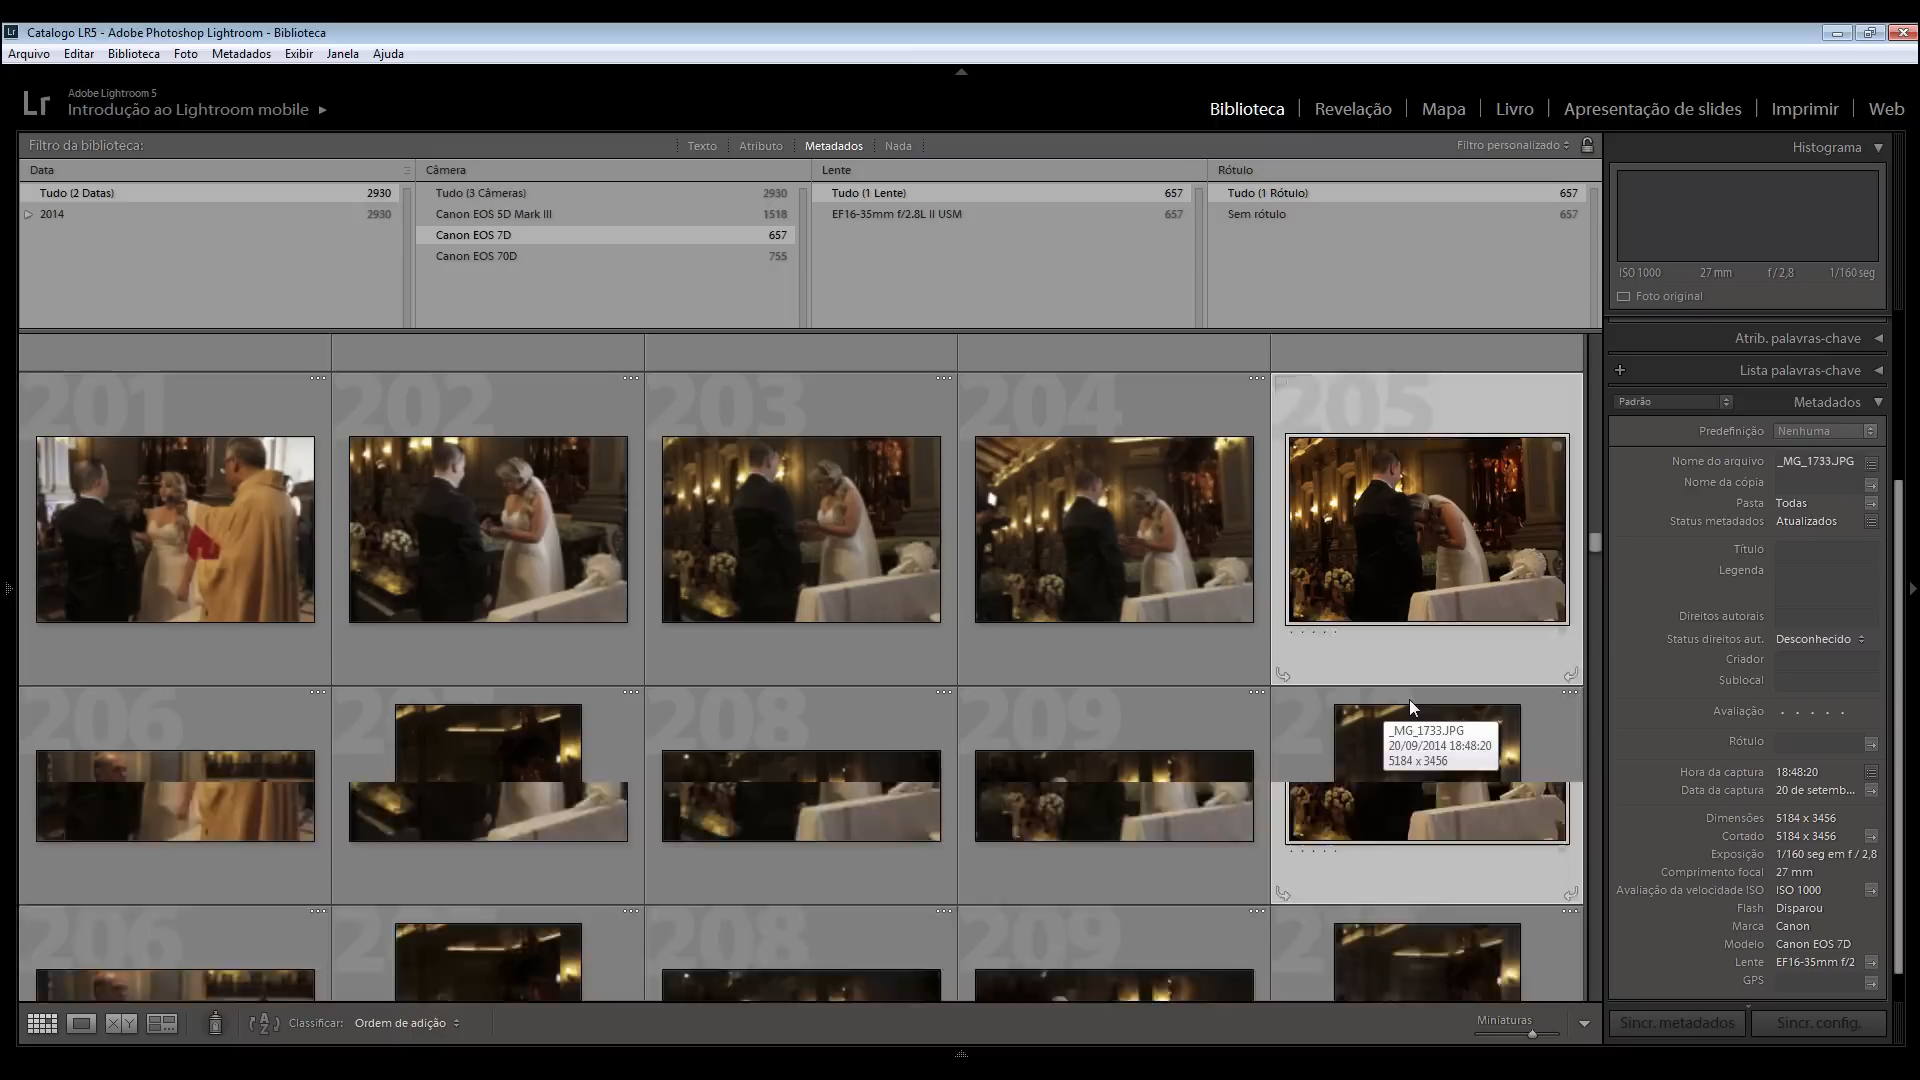 Catalogo LR5 - Adobe Photoshop Lightroom - Biblioteca
Arquivo Editar Biblioteca Foto Metadados Exibir Janela Ajuda
Lr Adobe Lightroom 5
Introdução ao Lightroom mobile
Biblioteca | Revelação | Mapa | Livro | Apresentação de slides | Imprimir | Web
Filtro da biblioteca: Texto Atributo Metadados Nada Filtro personalizado
Histograma
Data Câmera Lente Rótulo
Tudo (2 Datas) 2930 Tudo (3 Câmeras) 2930 Tudo (1 Lente) 657 Tudo (1 Rótulo) 657
2014 2930 Canon EOS 5D Mark III 1518 EF16-35mm f/2.8L II USM 657 Sem rótulo 657
Canon EOS 7D 657
Canon EOS 70D 755
ISO 1000 27 mm f / 2,8 1/160 seg
Foto original
Atrib. palavras-chave
Lista palavras-chave
Padrão Metadados
Predefinição Nenhuma
Nome do arquivo _MG_1733.JPG
Nome da cópia
Pasta Todas
Status metadados Atualizados
Título
Legenda
Direitos autorais
Status direitos aut. Desconhecido
Criador
Sublocal
Avaliação
Rótulo
Hora da captura 18:48:20
Data da captura 20 de setemb...
Dimensões 5184 x 3456
Cortado 5184 x 3456
Exposição 1/160 seg em f / 2,8
Comprimento focal 27 mm
Avaliação da velocidade ISO ISO 1000
Flash Disparou
Marca Canon
Modelo Canon EOS 7D
Lente EF16-35mm f/2
GPS
201 202 203 204 205
206 208 209
_MG_1733.JPG
20/09/2014 18:48:20
5184 x 3456
206 208 209
Classificar: Ordem de adição
Miniaturas
Sincr. metadados Sincr. config.